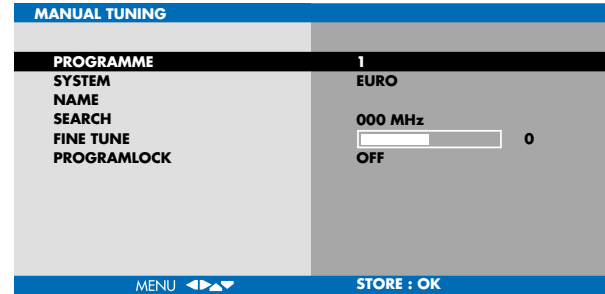 MANUAL TUNING
PROGRAMME 1
SYSTEM EURO
NAME
SEARCH 000 MHz
FINE TUNE 0
PROGRAMLOCK OFF
MENU STORE : OK